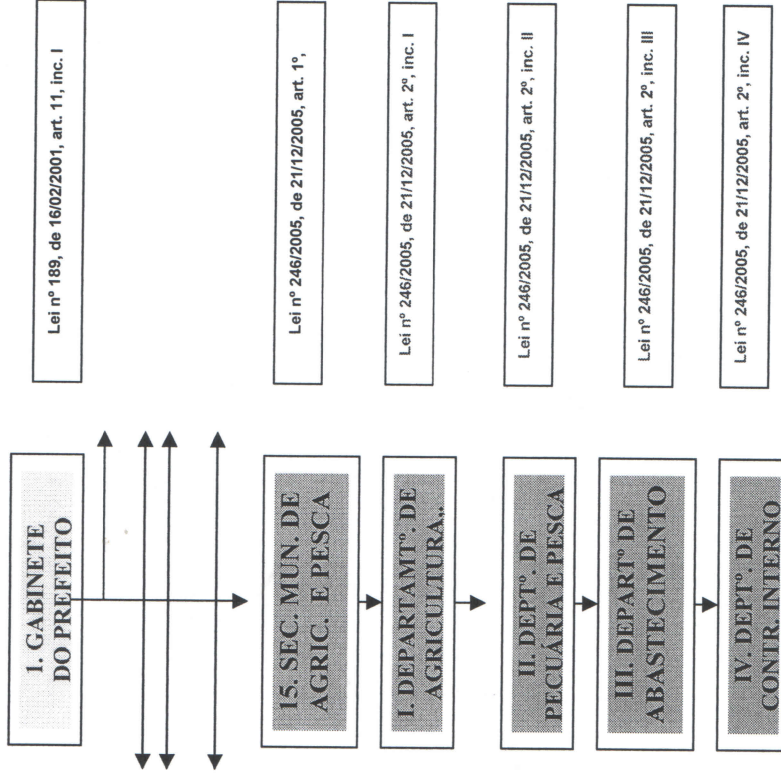 1. GABINETE
DO PREFEITO
Lei nº 189, de 16/02/2001, art. 11, inc. I
15. SEC. MUN. DE
AGRIC. E PESCA
Lei nº 246/2005, de 21/12/2005, art. 1º,
I. DEPARTAMTº. DE
AGRICULTURA,,
Lei nº 246/2005, de 21/12/2005, art. 2º, inc. I
II. DEPTº. DE
PECUÁRIA E PESCA
Lei nº 246/2005, de 21/12/2005, art. 2º, inc. II
III. DEPARTº DE
ABASTECIMENTO
Lei nº 246/2005, de 21/12/2005, art. 2º, inc. III
IV. DEPTº. DE
CONTR. INTERNO
Lei nº 246/2005, de 21/12/2005, art. 2º, inc. IV